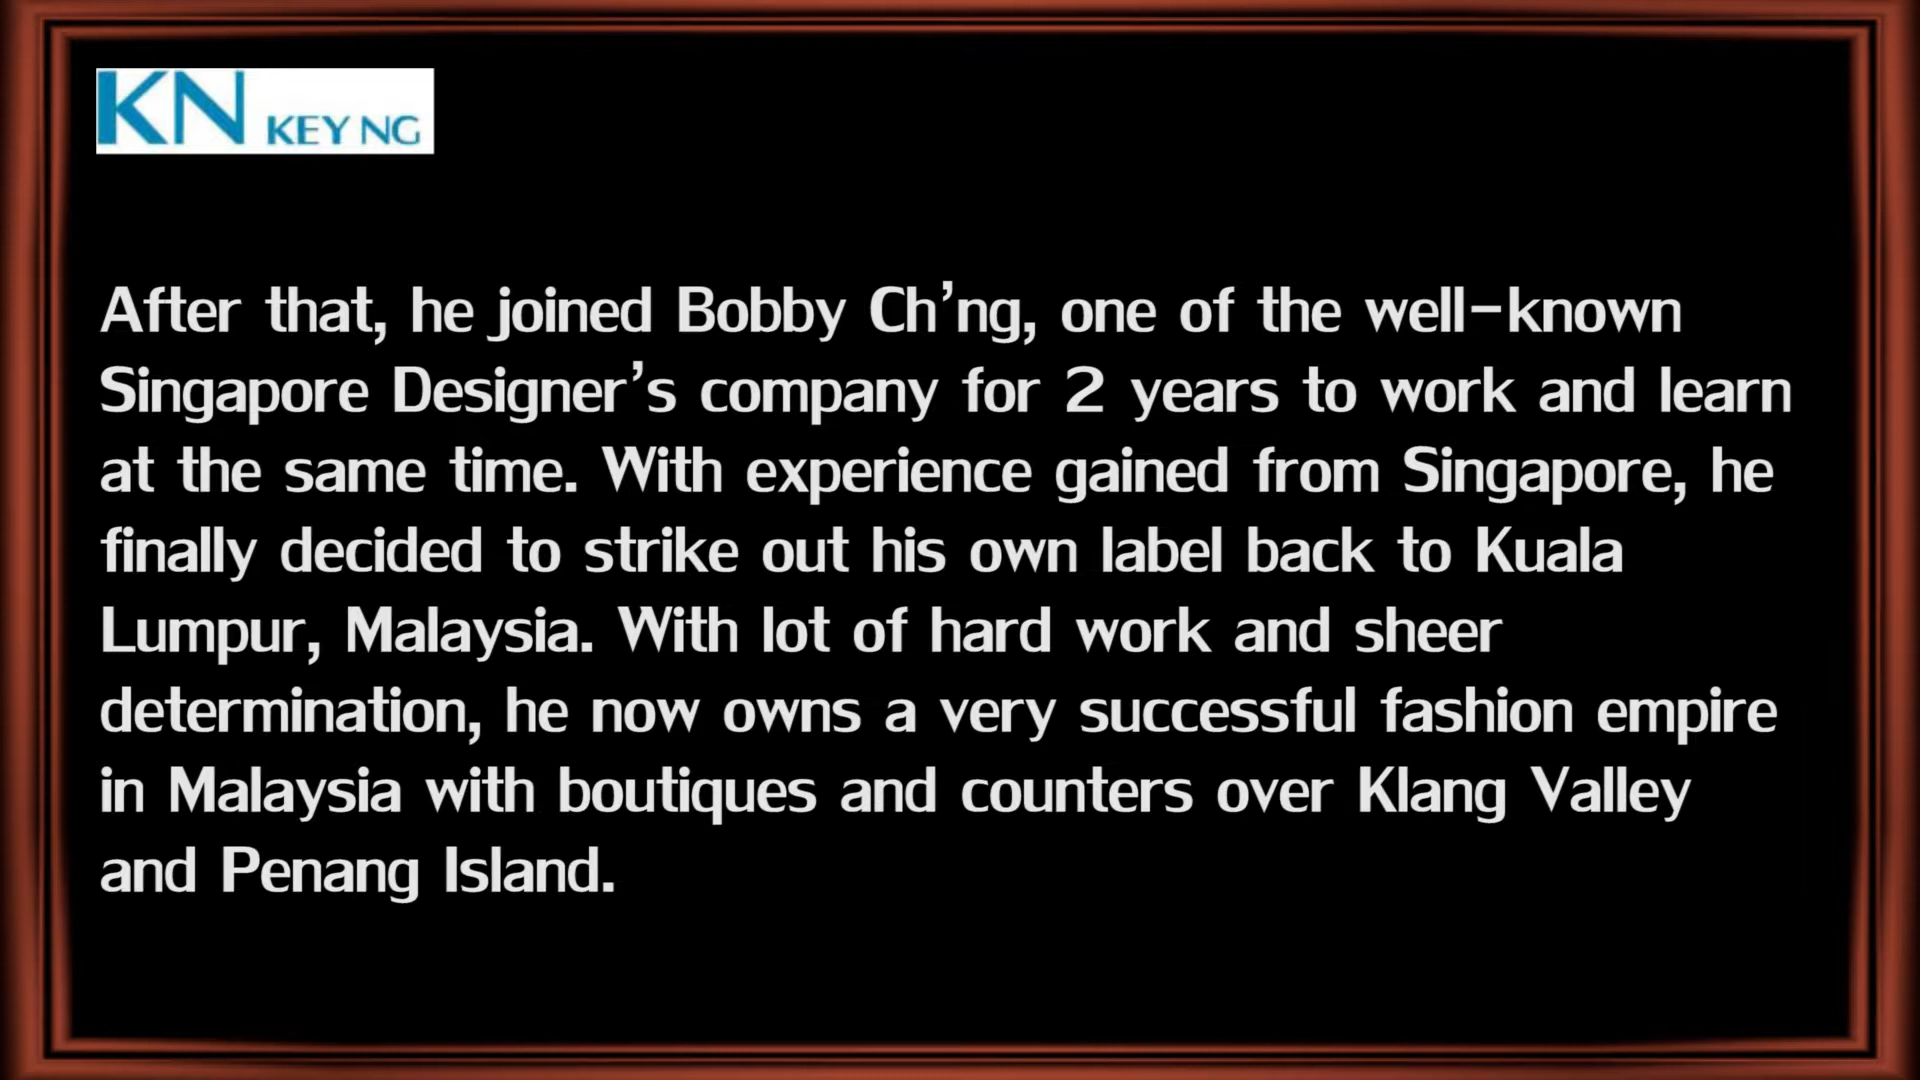 KN KEY NG
After that, he joined Bobby Ch’ng, one of the well-known
Singapore Designer’s company for 2 years to work and learn
at the same time. With experience gained from Singapore, he
finally decided to strike out his own label back to Kuala
Lumpur, Malaysia. With lot of hard work and sheer
determination, he now owns a very successful fashion empire
in Malaysia with boutiques and counters over Klang Valley
and Penang Island.